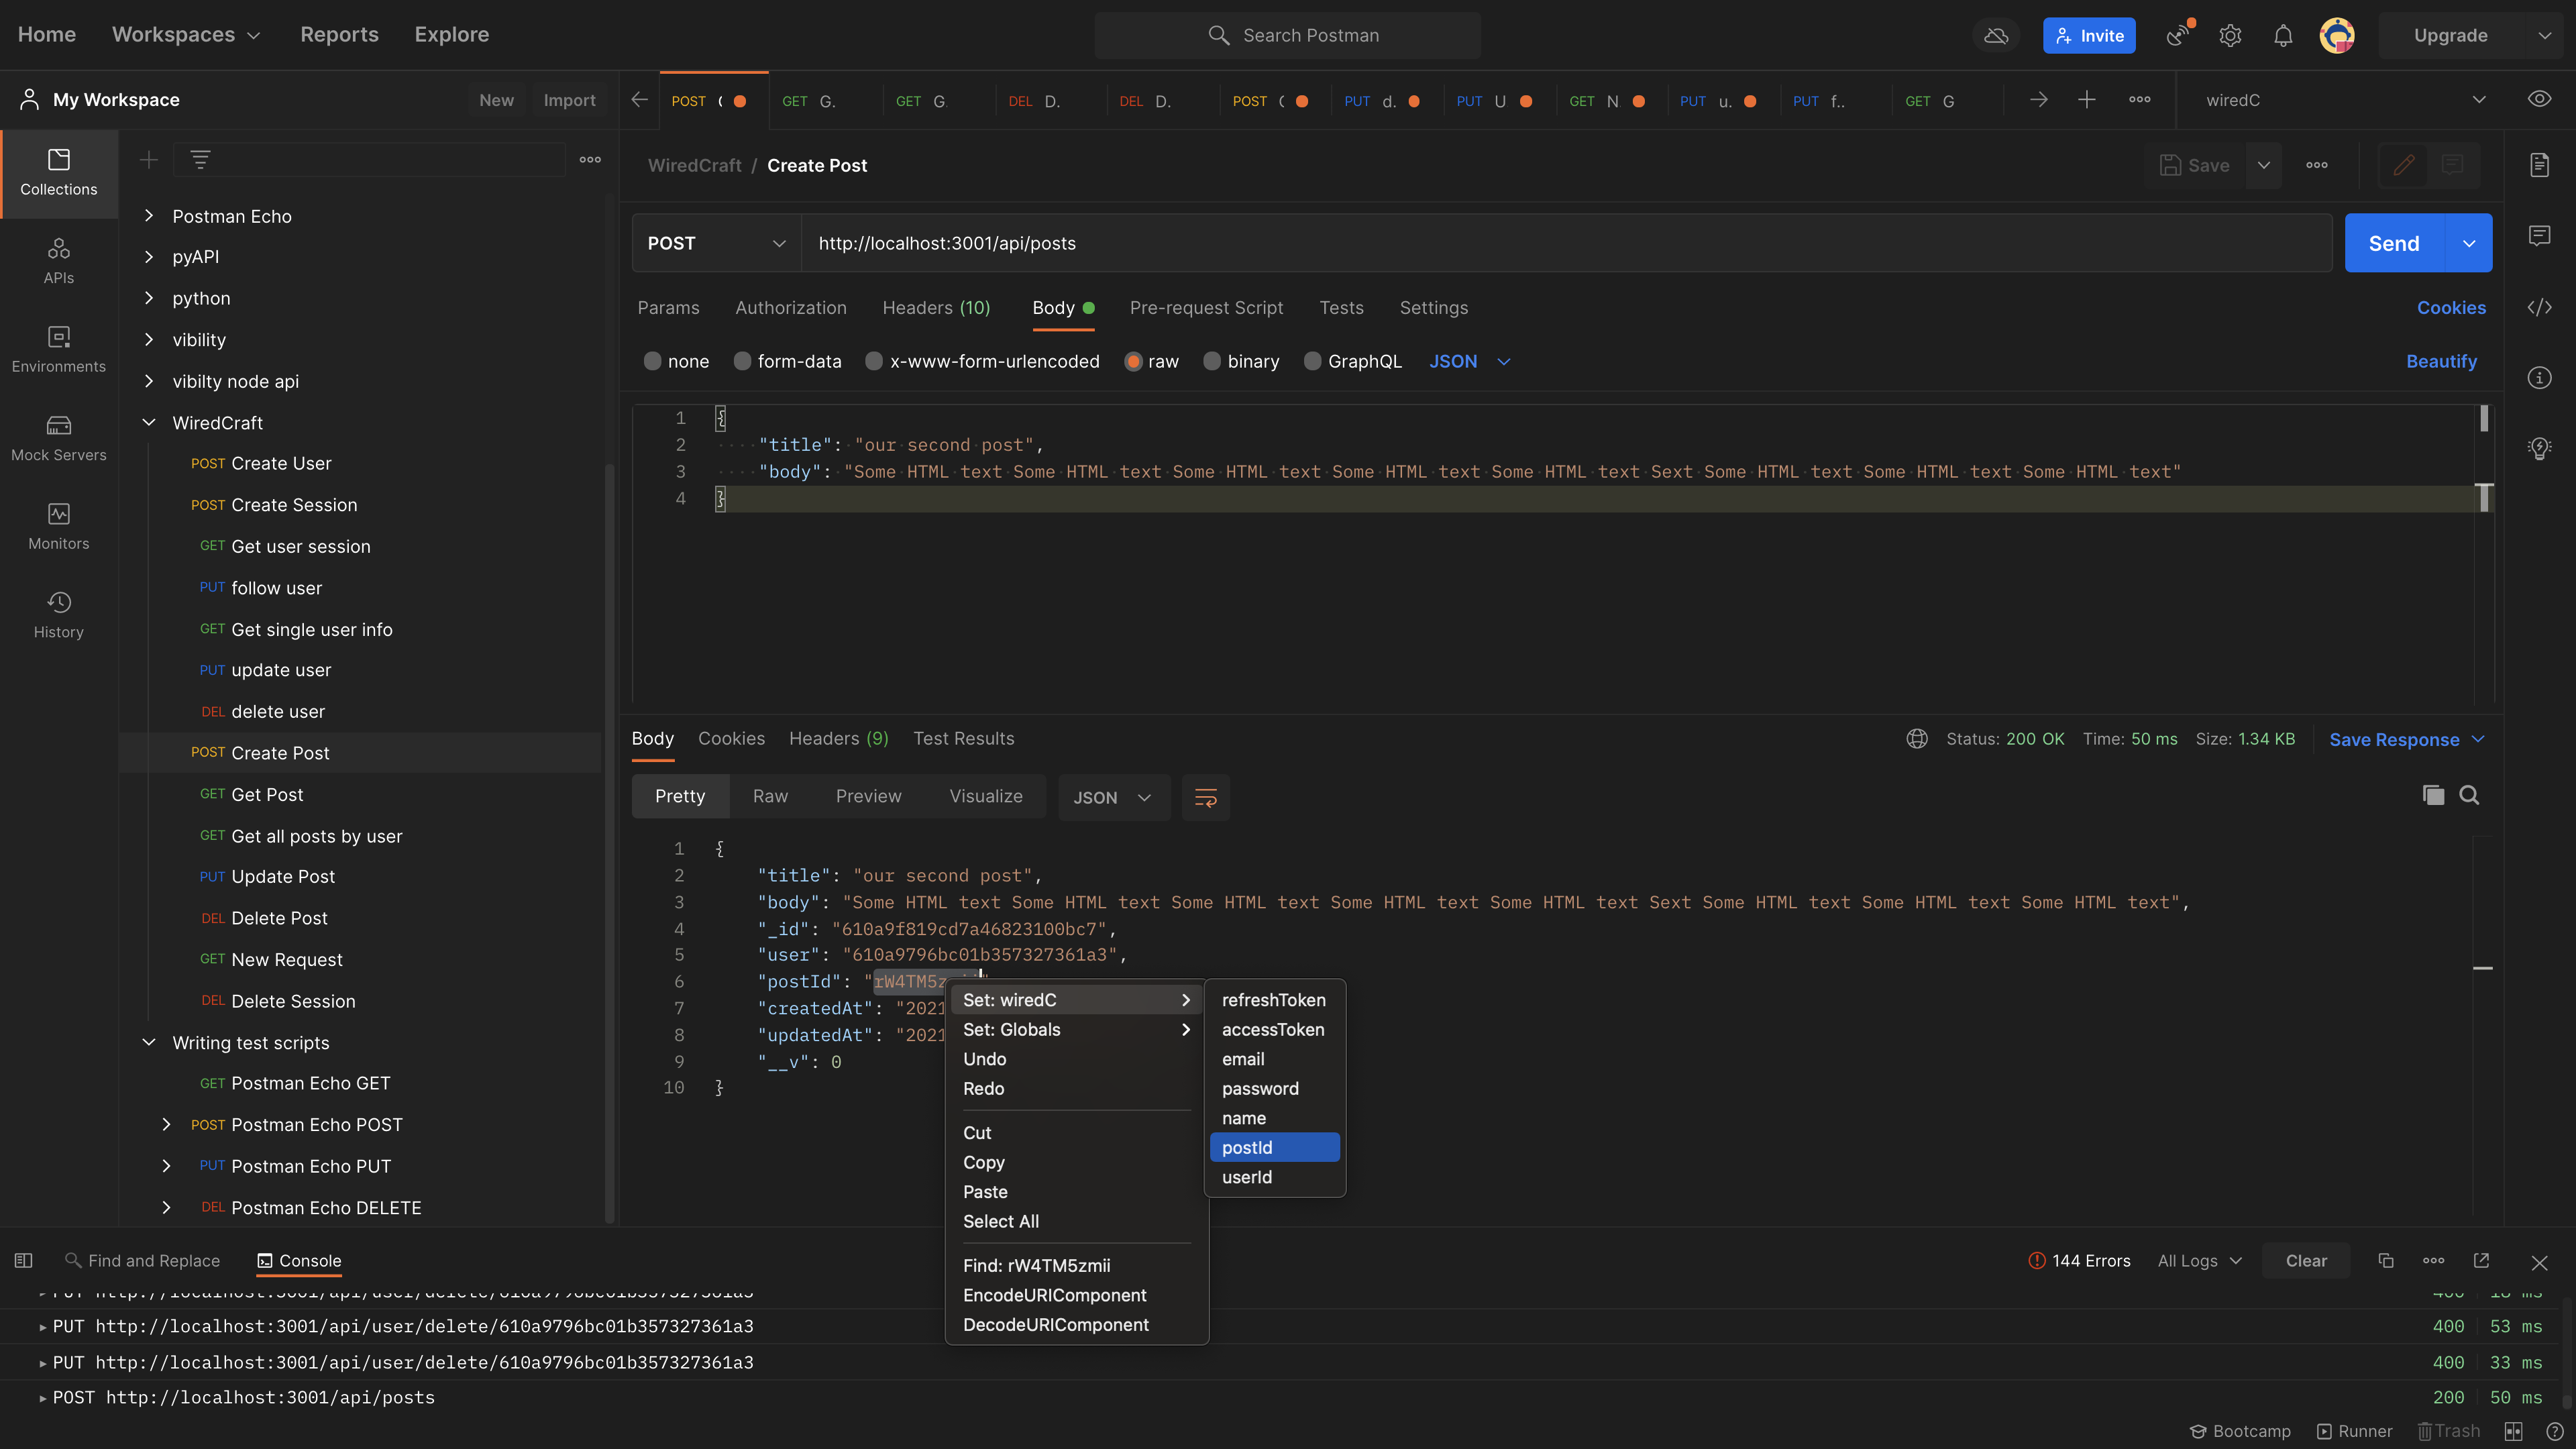 Home Workspaces Reports Explore Search Postman Invite Upgrade
My Workspace New Import
POST GET G. GET G DEL D. DEL D. POST PUT d. PUT U GET N PUT u. PUT f.. GET G wiredC
Collections
APIs
Environments
Mock Servers
Monitors
History
Postman Echo
pyAPI
python
vibility
vibilty node api
WiredCraft
POST Create User
POST Create Session
GET Get user session
PUT follow user
GET Get single user info
PUT update user
DEL delete user
POST Create Post
GET Get Post
GET Get all posts by user
PUT Update Post
DEL Delete Post
GET New Request
DEL Delete Session
Writing test scripts
GET Postman Echo GET
POST Postman Echo POST
PUT Postman Echo PUT
DEL Postman Echo DELETE
WiredCraft / Create Post Save
POST http://localhost:3001/api/posts Send
Params Authorization Headers (10) Body Pre-request Script Tests Settings Cookies
none form-data x-www-form-urlencoded raw binary GraphQL JSON Beautify
1 {
2 "title": "our second post",
3 "body": "Some HTML text Some HTML text Some HTML text Some HTML text Some HTML text Sext Some HTML text Some HTML text Some HTML text"
4 }
Body Cookies Headers (9) Test Results Status: 200 OK Time: 50 ms Size: 1.34 KB Save Response
Pretty Raw Preview Visualize JSON
1 {
2 "title": "our second post",
3 "body": "Some HTML text Some HTML text Some HTML text Some HTML text Some HTML text Sext Some HTML text Some HTML text Some HTML text",
4 "_id": "610a9f819cd7a46823100bc7",
5 "user": "610a9796bc01b357327361a3",
6 "postId": "rW4TM5z
7 "createdAt": "2021
8 "updatedAt": "2021
9 "__v": 0
10 }
Set: wiredC
Set: Globals
Undo
Redo
Cut
Copy
Paste
Select All
Find: rW4TM5zmii
EncodeURIComponent
DecodeURIComponent
refreshToken
accessToken
email
password
name
postId
userId
Find and Replace Console 144 Errors All Logs Clear
PUT http://localhost:3001/api/user/delete/610a9796bc01b357327361a3 400 18 ms
PUT http://localhost:3001/api/user/delete/610a9796bc01b357327361a3 400 53 ms
PUT http://localhost:3001/api/user/delete/610a9796bc01b357327361a3 400 33 ms
POST http://localhost:3001/api/posts 200 50 ms
Bootcamp Runner Trash